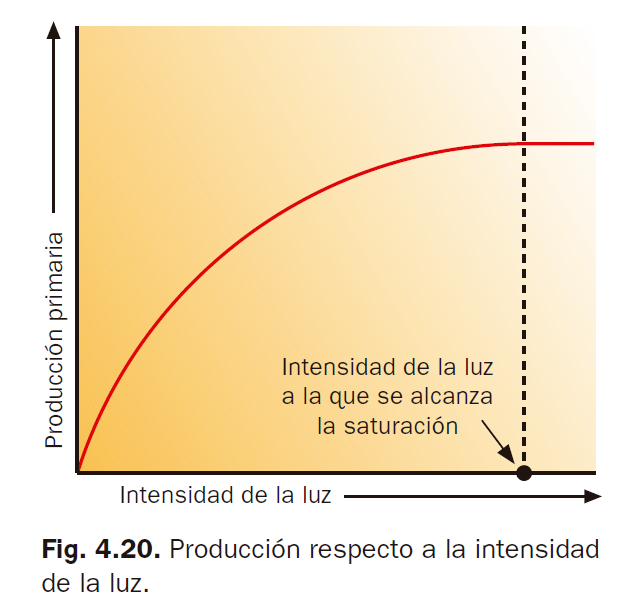 Producción primaria
Intensidad de la luz
a la que se alcanza
la saturación
Intensidad de la luz
Fig. 4.20. Producción respecto a la intensidad
de la luz.